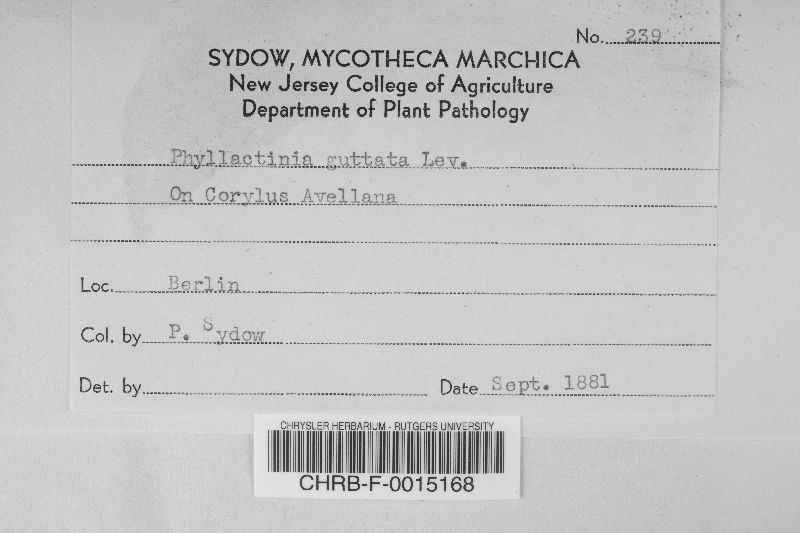 No. 239
SYDOW, MYCOTHECA MARCHICA
New Jersey College of Agriculture
Department of Plant Pathology
Phyllactinia guttata Lev.
On Corylus Avellana
Loc. Berlin
Col. by P. Sydow
Det. by
Date Sept. 1881
CHRYSLER HERBARIUM - RUTGERS UNIVERSITY
CHRB-F-0015168